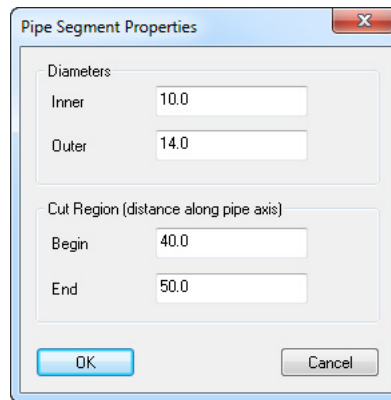 Pipe Segment Properties
Diameters
Inner 10.0
Outer 14.0
Cut Region (distance along pipe axis)
Begin 40.0
End 50.0
OK Cancel